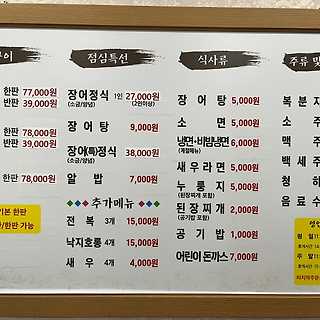 이
한판 77,000원
반판 39,000원
한판 78,000원
반판 39,000원
한판 78,000원
기본 한판
/한판 가능
점심특선
장어정식 1인 27,000원
(소금/양념) (2인이상)
장어탕 9,000원
장어(특)정식 38,000원
(소금/양념)
알밥 7,000원
추가메뉴
전복 3개 15,000원
낙지호롱 4개 15,000원
새우 4개 4,000원
식사류
장어탕 5,000원
소면 5,000원
냉면·비빔냉면 6,000원
(계절메뉴)
새우라면 5,000원
누룽지 5,000원
(된장찌개 포함)
된장찌개 2,000원
(공기밥 포함)
공기밥 1,000원
어린이 돈까스 7,000원
주류 및
복분자
소주
맥주
백세주
청하
음료수